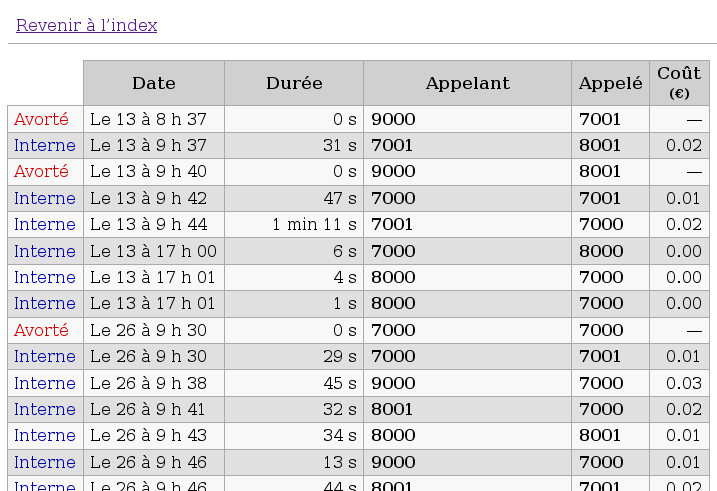 Revenir à l'index
Date Durée Appelant Appelé Coût (€)
Avorté Le 13 à 8 h 37 0 s 9000 7001 —
Interne Le 13 à 9 h 37 31 s 7001 8001 0.02
Avorté Le 13 à 9 h 40 0 s 9000 8001 —
Interne Le 13 à 9 h 42 47 s 7000 7001 0.01
Interne Le 13 à 9 h 44 1 min 11 s 7001 7000 0.02
Interne Le 13 à 17 h 00 6 s 7000 8000 0.00
Interne Le 13 à 17 h 01 4 s 8000 7000 0.00
Interne Le 13 à 17 h 01 1 s 8000 7000 0.00
Avorté Le 26 à 9 h 30 0 s 7000 7000 —
Interne Le 26 à 9 h 30 29 s 7000 7001 0.01
Interne Le 26 à 9 h 38 45 s 9000 7000 0.03
Interne Le 26 à 9 h 41 32 s 8001 7000 0.02
Interne Le 26 à 9 h 43 34 s 8000 8001 0.01
Interne Le 26 à 9 h 46 13 s 9000 7000 0.01
Interne Le 26 à 9 h 46 44 s 8001 7001 0.02